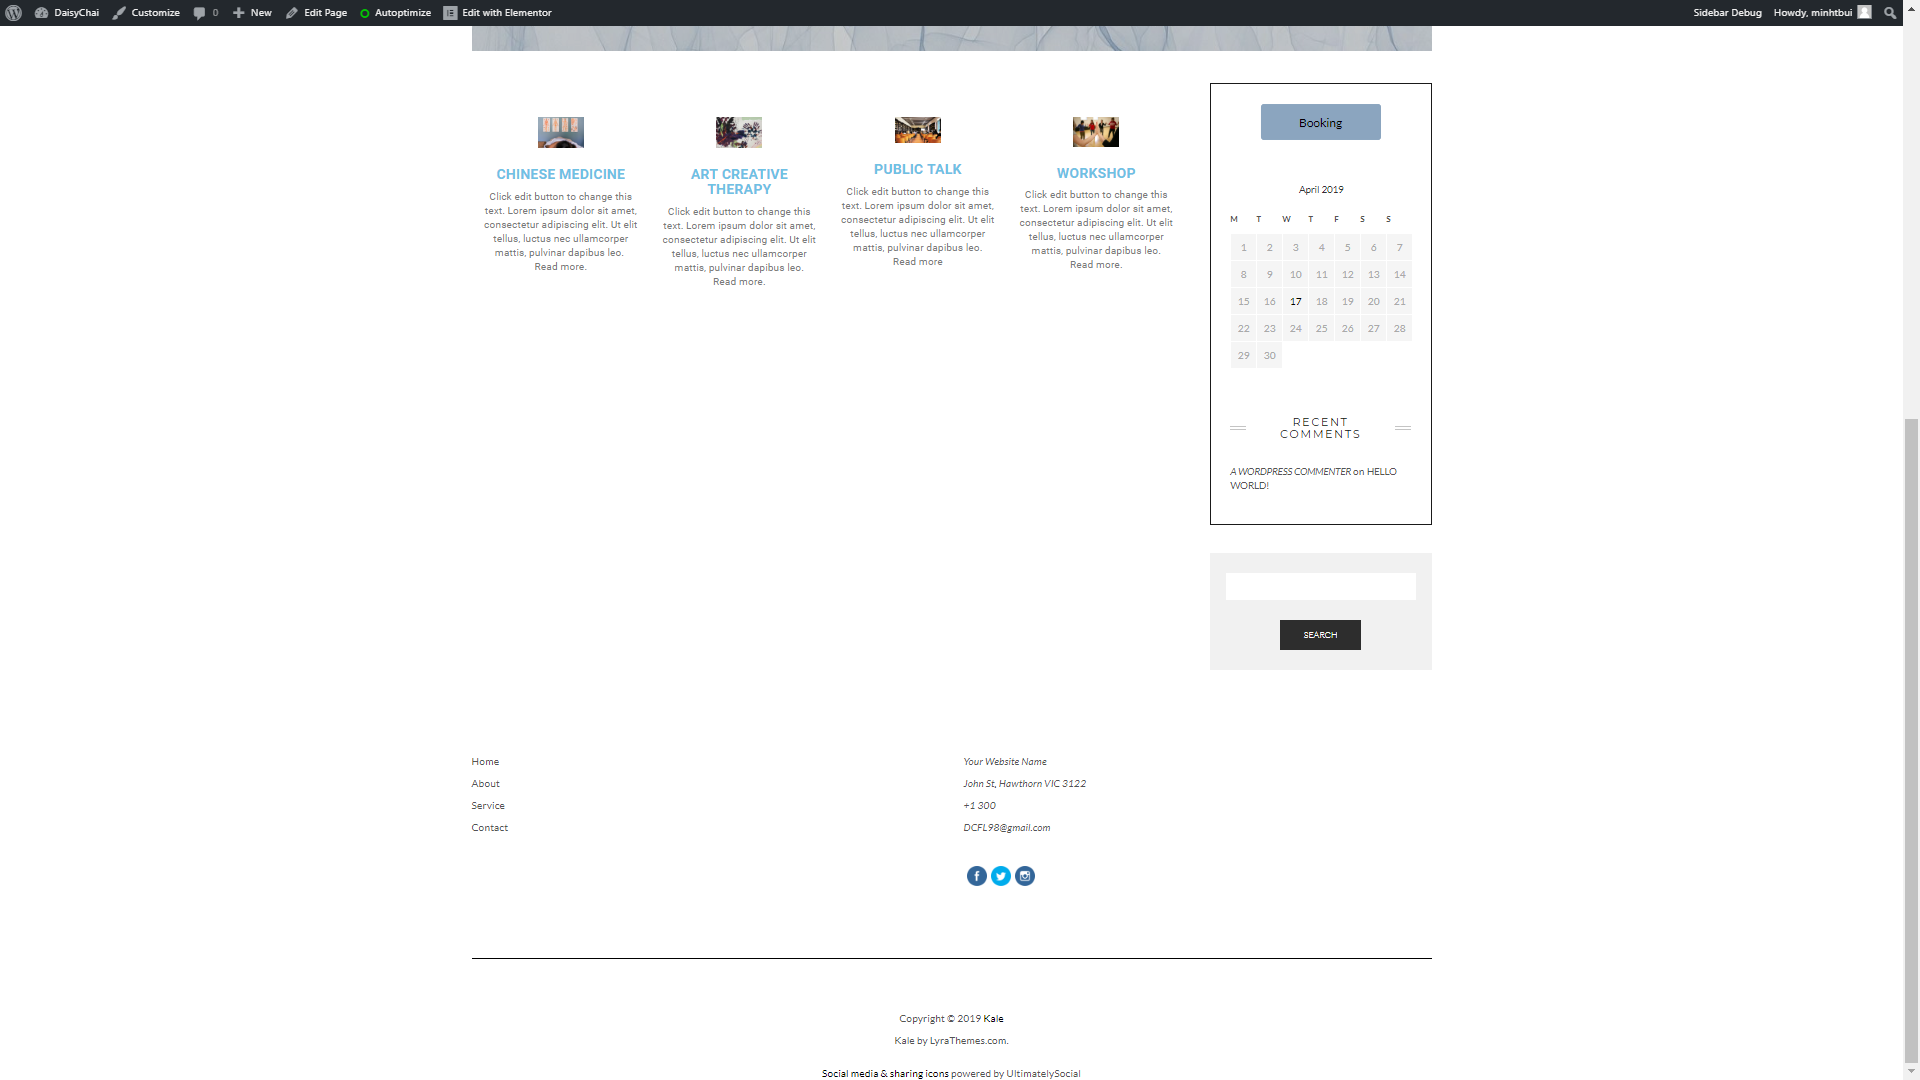 DaisyChai Customize 0 New Edit Page Autoptimize Edit with Elementor Sidebar Debug Howdy, minhtbui
CHINESE MEDICINE
Click edit button to change this
text. Lorem ipsum dolor sit amet,
consectetur adipiscing elit. Ut elit
tellus, luctus nec ullamcorper
mattis, pulvinar dapibus leo.
Read more.
ART CREATIVE
THERAPY
Click edit button to change this
text. Lorem ipsum dolor sit amet,
consectetur adipiscing elit. Ut elit
tellus, luctus nec ullamcorper
mattis, pulvinar dapibus leo.
Read more.
PUBLIC TALK
Click edit button to change this
text. Lorem ipsum dolor sit amet,
consectetur adipiscing elit. Ut elit
tellus, luctus nec ullamcorper
mattis, pulvinar dapibus leo.
Read more
WORKSHOP
Click edit button to change this
text. Lorem ipsum dolor sit amet,
consectetur adipiscing elit. Ut elit
tellus, luctus nec ullamcorper
mattis, pulvinar dapibus leo.
Read more.
Booking
April 2019
M T W T F S S
1 2 3 4 5 6 7
8 9 10 11 12 13 14
15 16 17 18 19 20 21
22 23 24 25 26 27 28
29 30
RECENT
COMMENTS
A WORDPRESS COMMENTER on HELLO
WORLD!
SEARCH
Home
About
Service
Contact
Your Website Name
John St, Hawthorn VIC 3122
+1 300
DCFL98@gmail.com
Copyright © 2019 Kale
Kale by LyraThemes.com.
Social media & sharing icons powered by UltimatelySocial